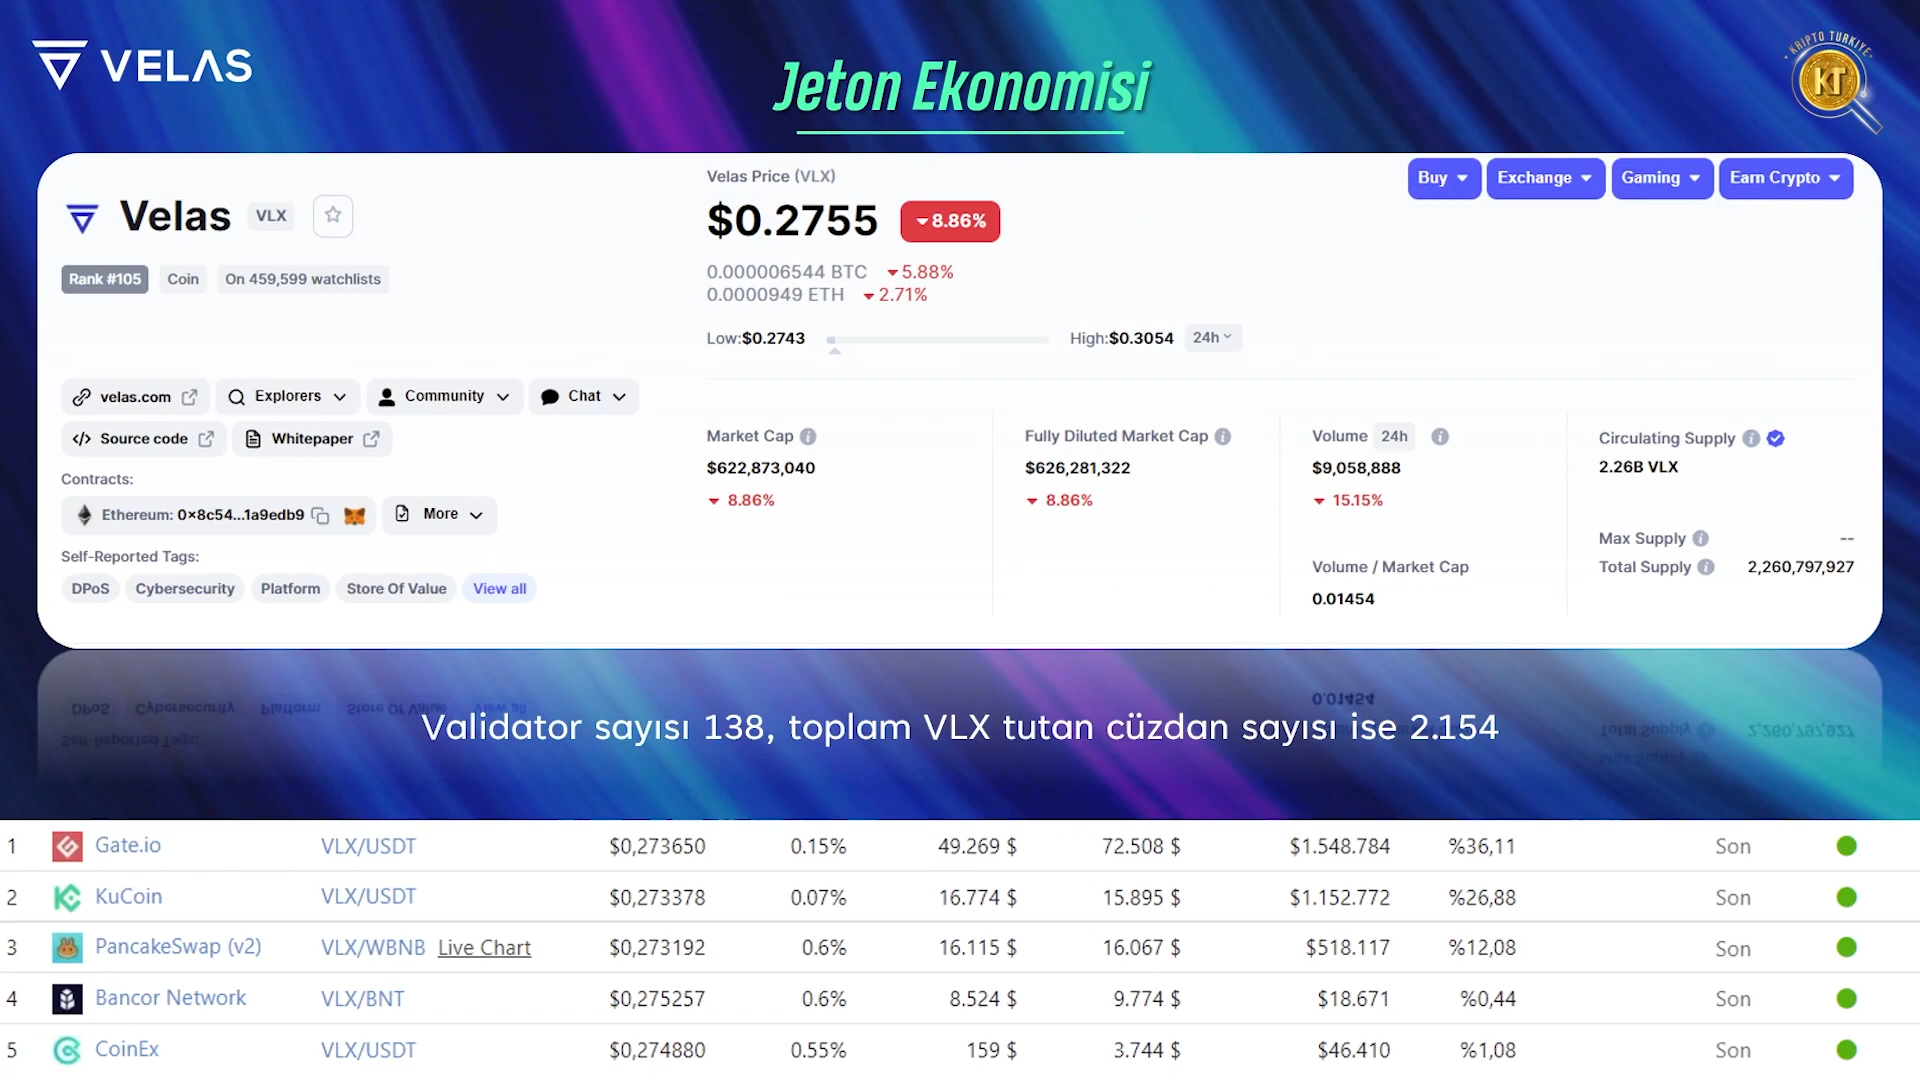 VELAS
Jeton Ekonomisi
KRIPTO TURKIYE
KT
Velas VLX
Rank #105 Coin On 459,599 watchlists
velas.com Explorers Community Chat
Source code Whitepaper
Contracts:
Ethereum: 0x8c54...1a9edb9 More
Self-Reported Tags:
DPoS Cybersecurity Platform Store Of Value View all
Velas Price (VLX)
$0.2755 8.86%
0.000006544 BTC 5.88%
0.0000949 ETH 2.71%
Low:$0.2743 High:$0.3054 24h
Buy Exchange Gaming Earn Crypto
Market Cap
$622,873,040
8.86%
Fully Diluted Market Cap
$626,281,322
8.86%
Volume 24h
$9,058,888
15.15%
Volume / Market Cap
0.01454
Circulating Supply
2.26B VLX
Max Supply --
Total Supply 2,260,797,927
Validator sayısı 138, toplam VLX tutan cüzdan sayısı ise 2.154
1 Gate.io VLX/USDT $0,273650 0.15% 49.269 $ 72.508 $ $1.548.784 %36,11 Son
2 KuCoin VLX/USDT $0,273378 0.07% 16.774 $ 15.895 $ $1.152.772 %26,88 Son
3 PancakeSwap (v2) VLX/WBNB Live Chart $0,273192 0.6% 16.115 $ 16.067 $ $518.117 %12,08 Son
4 Bancor Network VLX/BNT $0,275257 0.6% 8.524 $ 9.774 $ $18.671 %0,44 Son
5 CoinEx VLX/USDT $0,274880 0.55% 159 $ 3.744 $ $46.410 %1,08 Son